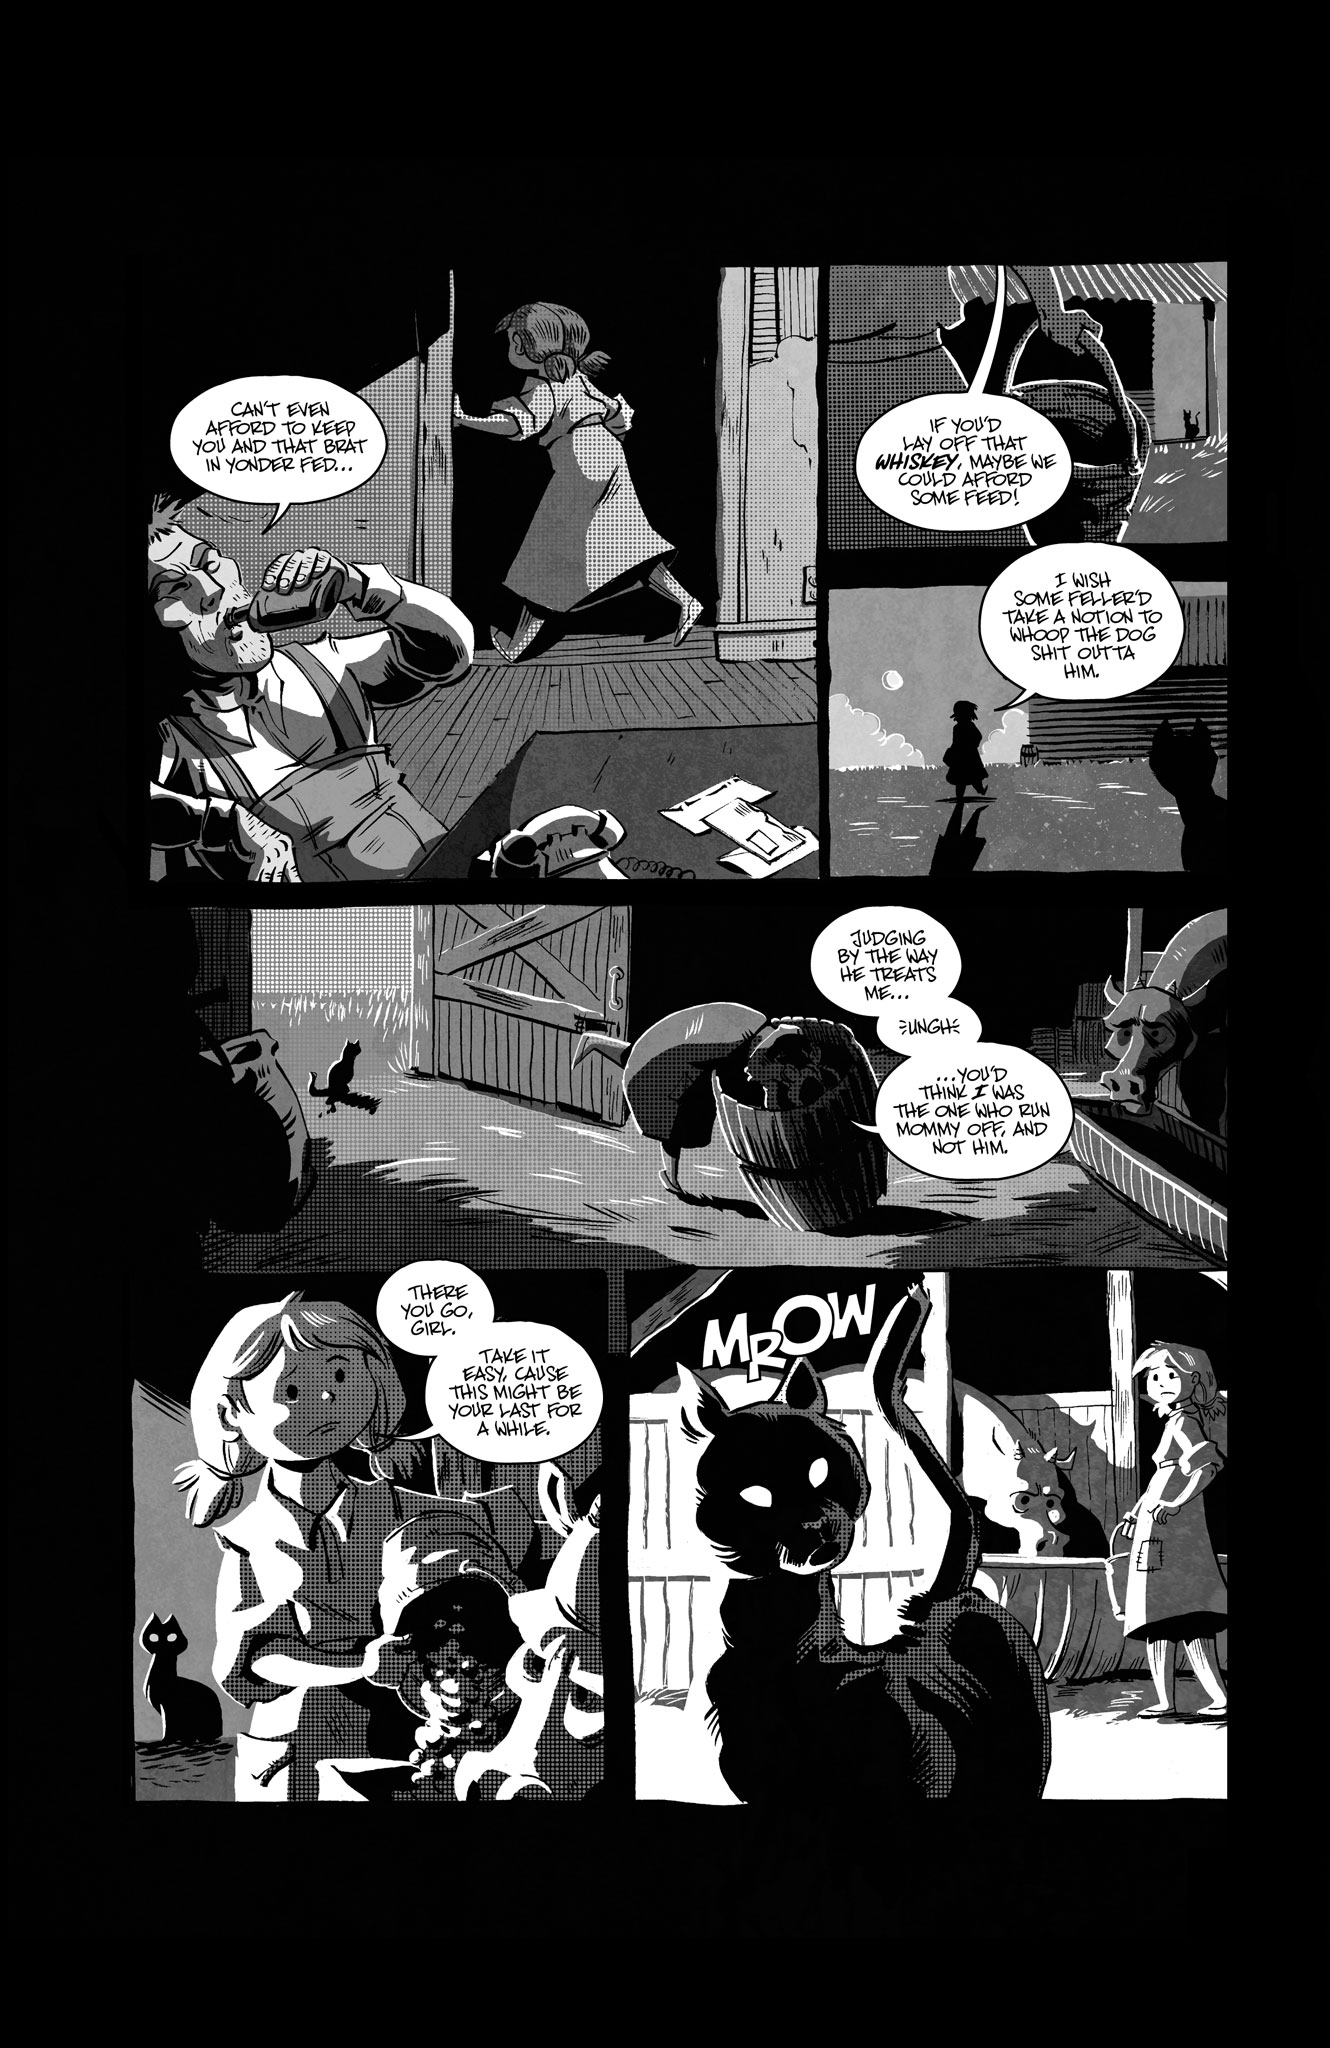 CAN'T EVEN
AFFORD TO KEEP
YOU AND THAT BRAT
IN YONDER FED...
IF YOU'D
LAY OFF THAT
WHISKEY, MAYBE WE
COULD AFFORD
SOME FEED!
I WISH
SOME FELLER'D
TAKE A NOTION TO
WHOOP THE DOG
SHIT OUTTA
HIM.
JUDGING
BY THE WAY
HE TREATS
ME...
UNGH
...YOU'D
THINK I WAS
THE ONE WHO RUN
MOMMY OFF, AND
NOT HIM.
THERE
YOU GO,
GIRL.
TAKE IT
EASY, CAUSE
THIS MIGHT BE
YOUR LAST FOR
A WHILE.
MROW